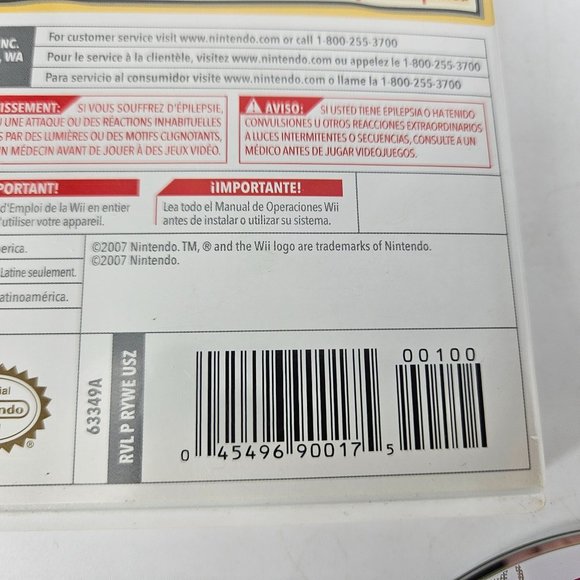 INC.
, WA
For customer service visit www.nintendo.com or call 1-800-255-3700
Pour le service à la clientèle, visitez www.nintendo.com ou appelez le 1-800-255-3700
Para servicio al consumidor visite www.nintendo.com o llame la 1-800-255-3700
ISSEMENT: SI VOUS SOUFFREZ D'ÉPILEPSIE,
UNE ATTAQUE OU DES RÉACTIONS INHABITUELLES
S PAR DES LUMIÈRES OU DES MOTIFS CLIGNOTANTS,
N MÉDECIN AVANT DE JOUER À DES JEUX VIDÉO.
AVISO: SI USTED TIENE EPILEPSIA O HA TENIDO
CONVULSIONES U OTROS REACCIONES EXTRAORDINARIOS
A LUCES INTERMITENTES O SECUENCIAS, CONSULTE A UN
MÉDICO ANTES DE JUGAR VIDEOJUEGOS.
PORTANT!
d'Emploi de la Wii en entier
utiliser votre appareil.
¡IMPORTANTE!
Lea todo el Manual de Operaciones Wii
antes de instalar o utilizar su sistema.
erica.
Latine seulement.
atinoamérica.
©2007 Nintendo. TM, ® and the Wii logo are trademarks of Nintendo.
©2007 Nintendo.
ial
endo
®
63349A
RVL P RYWE USZ
00100
0 45496 90017 5